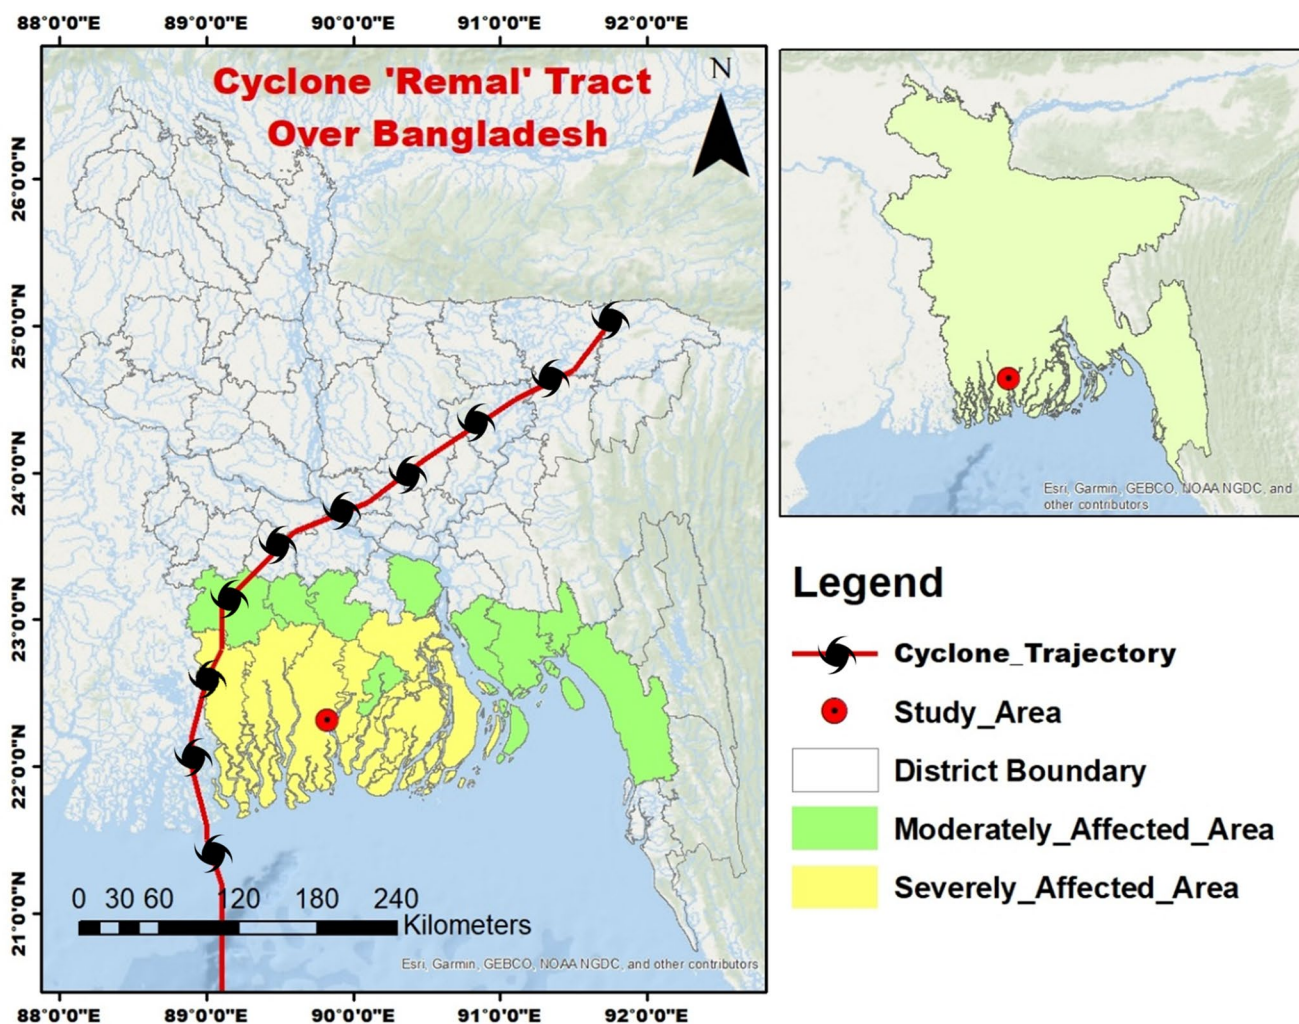 88°0'0"E 89°0'0"E 90°0'0"E 91°0'0"E 92°0'0"E
Cyclone 'Remal' Tract
Over Bangladesh
N
26°0'0"N
25°0'0"N
24°0'0"N
23°0'0"N
22°0'0"N
21°0'0"N
0 30 60 120 180 240
Kilometers
Esri, Garmin, GEBCO, NOAA NGDC, and other contributors
88°0'0"E 89°0'0"E 90°0'0"E 91°0'0"E 92°0'0"E
Esri, Garmin, GEBCO, NOAA NGDC, and
other contributors
Legend
Cyclone_Trajectory
Study_Area
District Boundary
Moderately_Affected_Area
Severely_Affected_Area